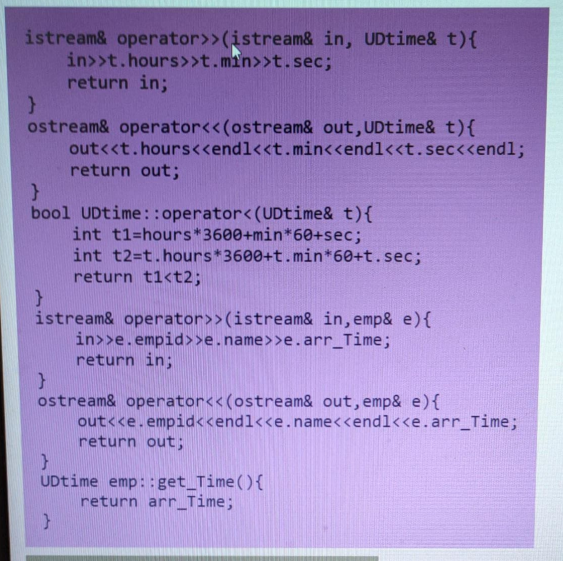 istream& operator>>(istream& in, UDtime& t){
in>>t.hours>>t.min>>t.sec;
return in;
}
ostream& operator<<(ostream& out,UDtime& t){
out<<t.hours<<endl<<t.min<<endl<<t.sec<<endl;
return out;
}
bool UDtime::operator<(UDtime& t){
int t1=hours*3600+min*60+sec;
int t2=t.hours*3600+t.min*60+t.sec;
return t1<t2;
}
istream& operator>>(istream& in,emp& e){
in>>e.empid>>e.name>>e.arr_Time;
return in;
}
ostream& operator<<(ostream& out,emp& e){
out<<e.empid<<endl<<e.name<<endl<<e.arr_Time;
return out;
}
UDtime emp::get_Time(){
return arr_Time;
}